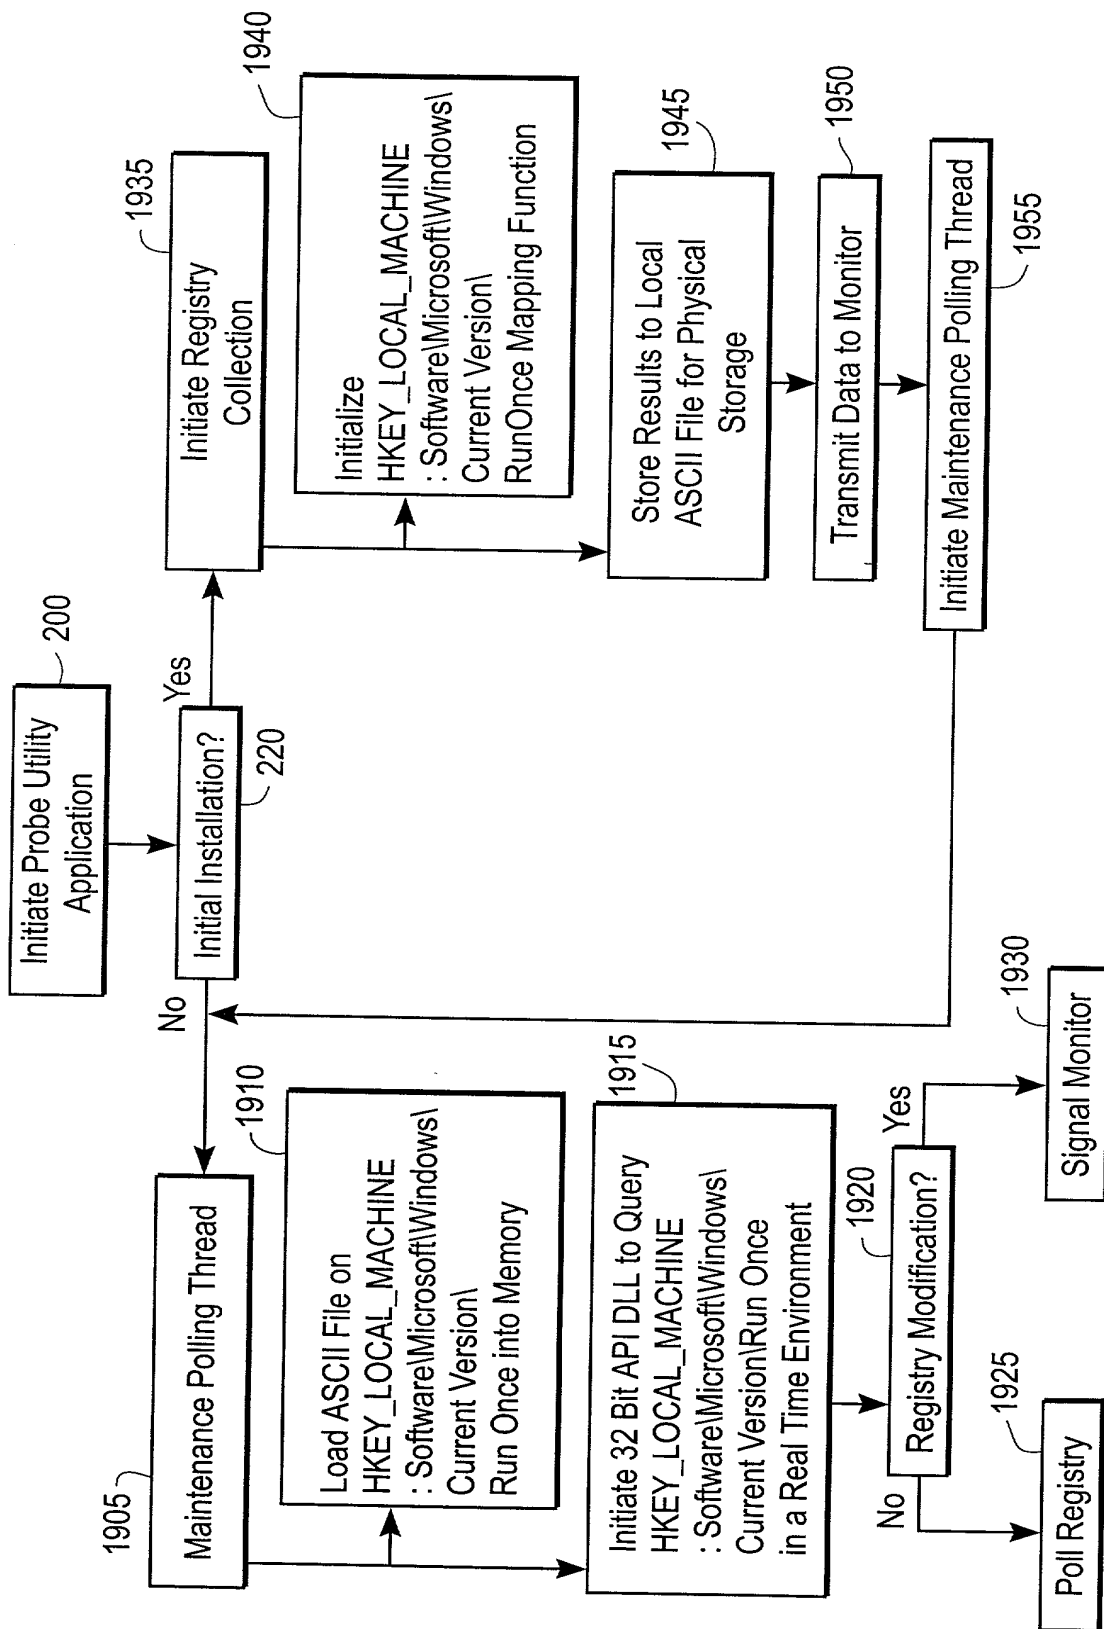 Initiate Probe Utility
Application
200
Initial Installation?
220
No
Yes
Maintenance Polling Thread
1905
Load ASCII File on
HKEY_LOCAL_MACHINE
: Software\Microsoft\Windows\
Current Version\
Run Once into Memory
1910
Initiate 32 Bit API DLL to Query
HKEY_LOCAL_MACHINE
: Software\Microsoft\Windows\
Current Version\Run Once
in a Real Time Environment
1915
Registry Modification?
1920
No
Yes
Poll Registry
1925
Signal Monitor
1930
Initiate Registry
Collection
1935
Initialize
HKEY_LOCAL_MACHINE
: Software\Microsoft\Windows\
Current Version\
RunOnce Mapping Function
1940
Store Results to Local
ASCII File for Physical
Storage
1945
Transmit Data to Monitor
1950
Initiate Maintenance Polling Thread
1955